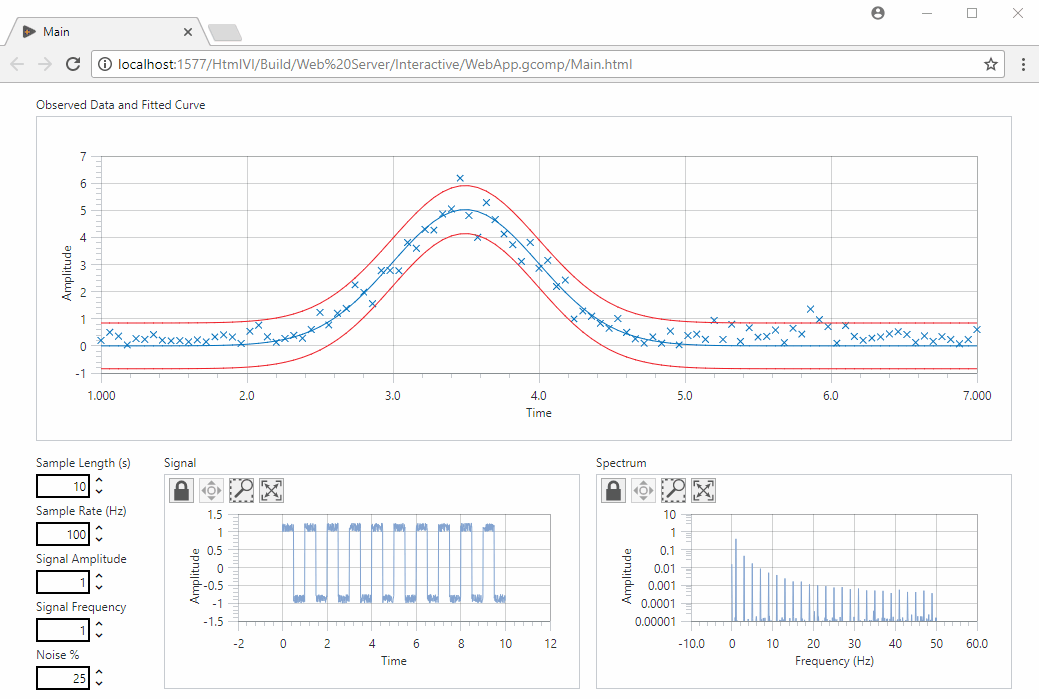 Main
localhost:1577/HtmlVI/Build/Web%20Server/Interactive/WebApp.gcomp/Main.html
Observed Data and Fitted Curve
7
6
5
4
3
2
1
0
-1
Amplitude
1.000 2.0 3.0 4.0 5.0 6.0 7.000
Time
Sample Length (s)
10
Sample Rate (Hz)
100
Signal Amplitude
1
Signal Frequency
1
Noise %
25
Signal
1.5
1
0.5
0
-0.5
-1
-1.5
Amplitude
-2 0 2 4 6 8 10 12
Time
Spectrum
10
1
0.1
0.01
0.001
0.0001
0.00001
Amplitude
-10.0 0 10 20 30 40 50 60.0
Frequency (Hz)